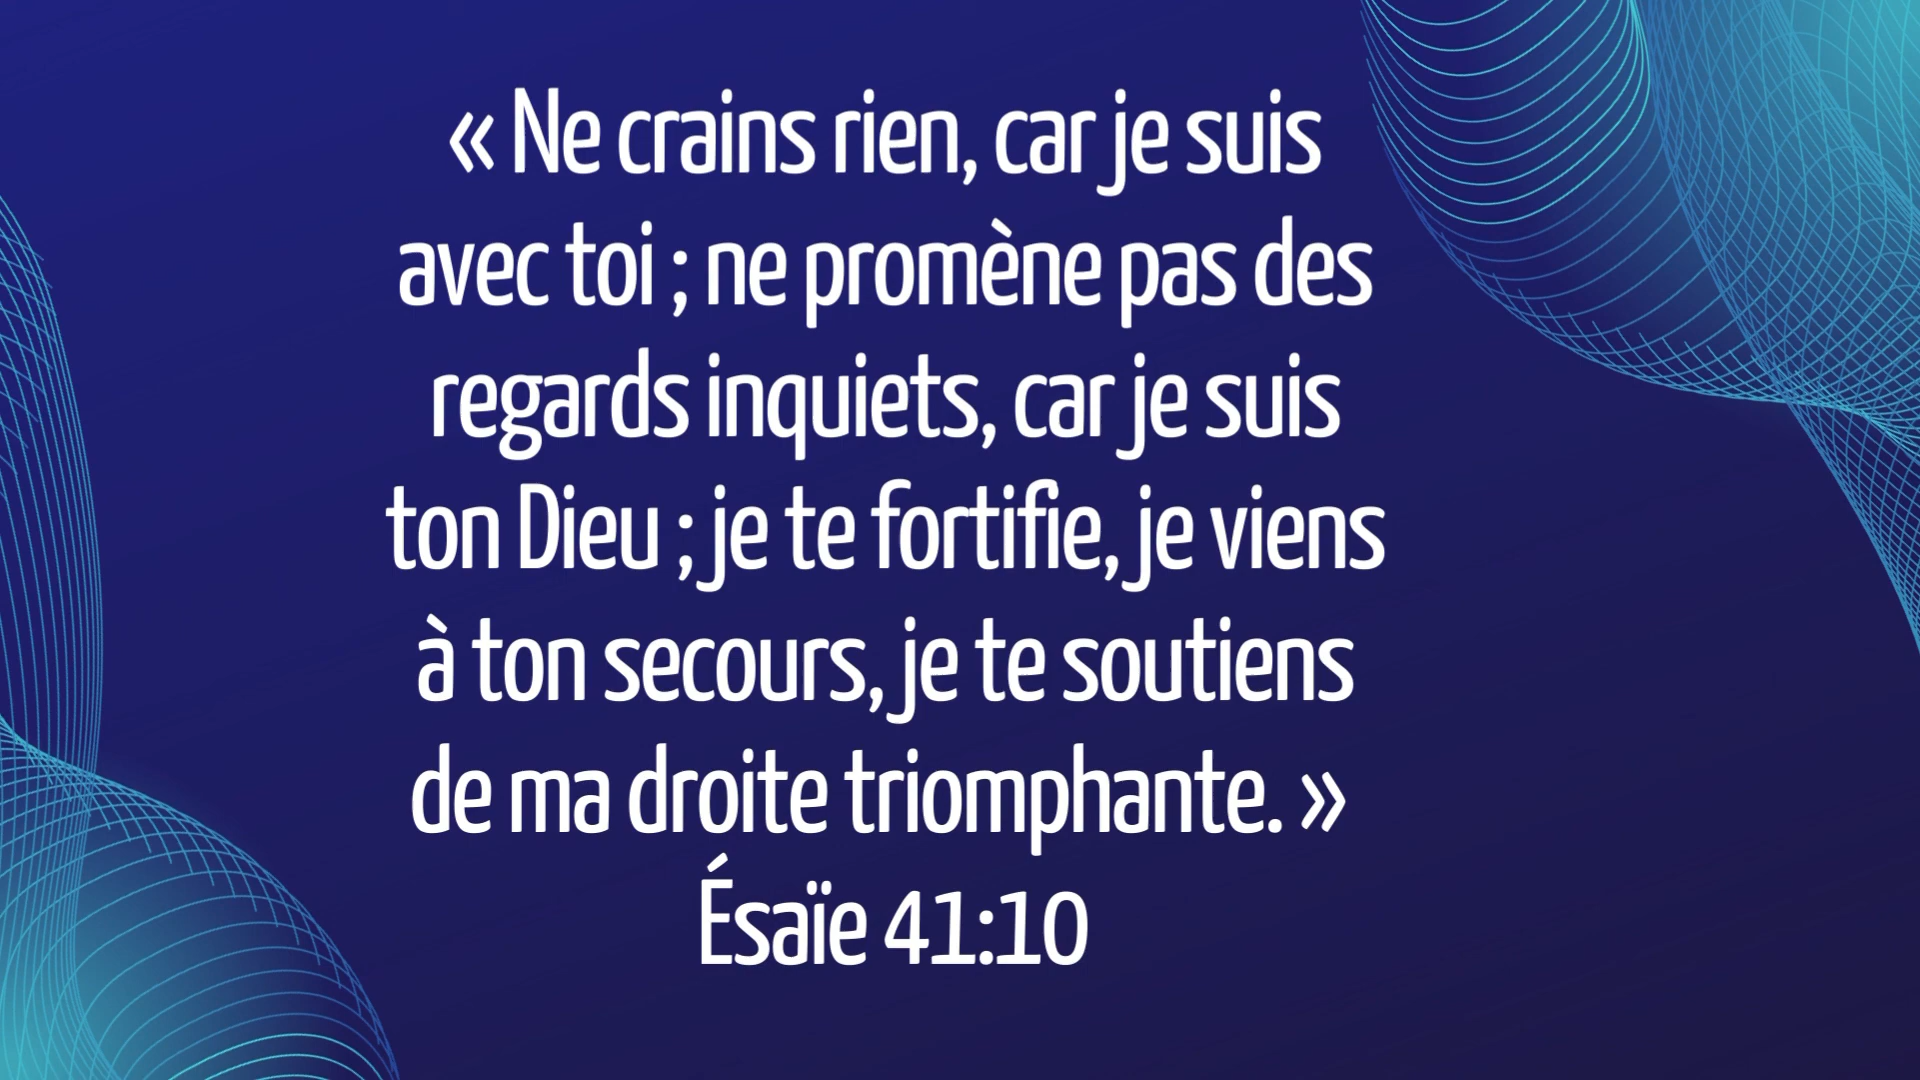 « Ne crains rien, car je suis
avec toi ; ne promène pas des
regards inquiets, car je suis
ton Dieu ; je te fortifie, je viens
à ton secours, je te soutiens
de ma droite triomphante. »
Ésaïe 41:10